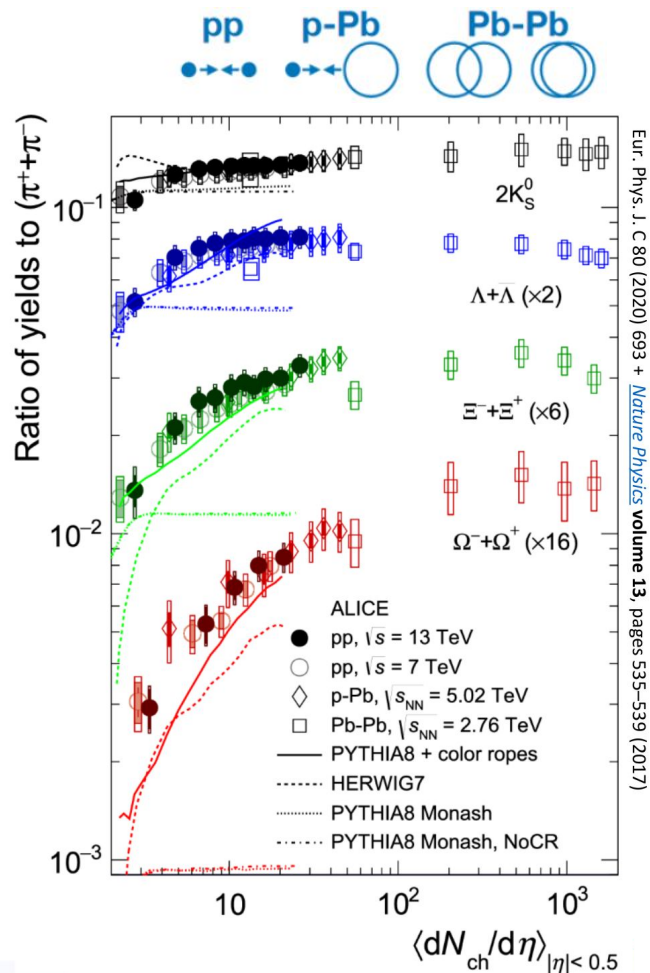 pp p-Pb Pb-Pb
Ratio of yields to (π⁺+π⁻)
10⁻¹
10⁻²
10⁻³
2K⁰S
Λ+Λ̅ (×2)
Ξ⁻+Ξ̅⁺ (×6)
Ω⁻+Ω̅⁺ (×16)
ALICE
pp, √s = 13 TeV
pp, √s = 7 TeV
p-Pb, √sNN = 5.02 TeV
Pb-Pb, √sNN = 2.76 TeV
PYTHIA8 + color ropes
HERWIG7
PYTHIA8 Monash
PYTHIA8 Monash, NoCR
10 10² 10³
⟨dNch/dη⟩|η|< 0.5
Eur. Phys. J. C 80 (2020) 693 + Nature Physics volume 13, pages 535–539 (2017)